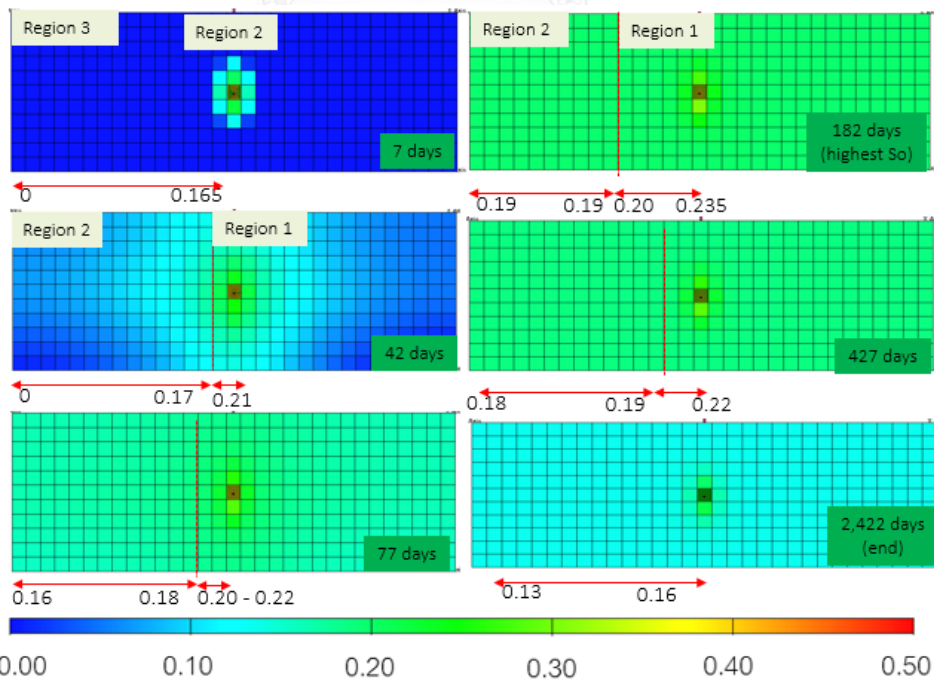 Region 3
Region 2
7 days
0
0.165
Region 2
Region 1
182 days
(highest So)
0.19
0.19
0.20
0.235
Region 2
Region 1
42 days
0
0.17
0.21
427 days
0.18
0.19
0.22
77 days
0.16
0.18
0.20 - 0.22
2,422 days
(end)
0.13
0.16
0.00
0.10
0.20
0.30
0.40
0.50